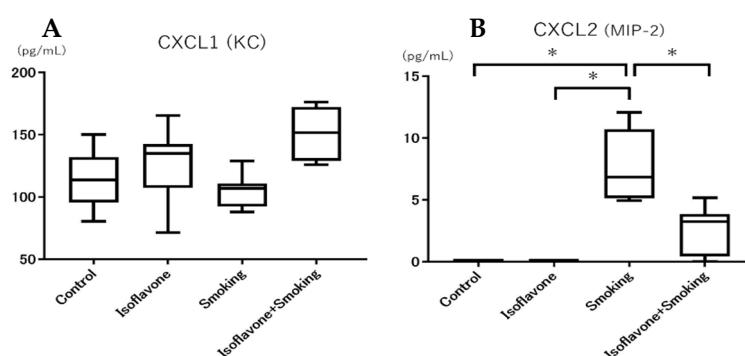 A
CXCL1 (KC)
(pg/mL)
200
150
100
50
Control
Isoflavone
Smoking
Isoflavone+Smoking
B
CXCL2 (MIP-2)
(pg/mL)
*
*
*
15
10
5
0
Control
Isoflavone
Smoking
Isoflavone+Smoking